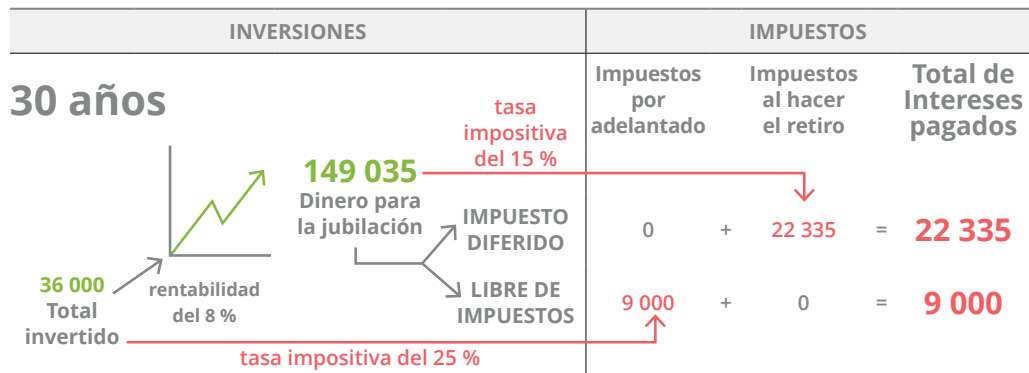 INVERSIONES
IMPUESTOS
30 años
Impuestos
por
adelantado
Impuestos
al hacer
el retiro
Total de
Intereses
pagados
tasa
impositiva
del 15 %
149 035
Dinero para
la jubilación
IMPUESTO
DIFERIDO
0 + 22 335 = 22 335
36 000
Total
invertido
rentabilidad
del 8 %
LIBRE DE
IMPUESTOS
9 000 + 0 = 9 000
tasa impositiva del 25 %